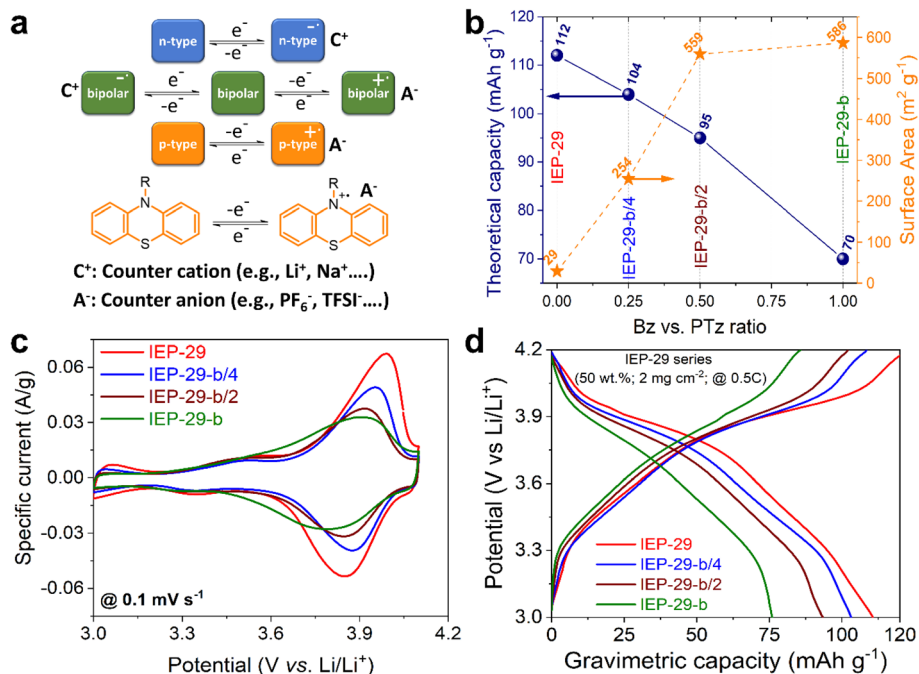 a
n-type
e⁻
-e⁻
n-type
-·
C⁺
C⁺
bipolar
-·
e⁻
-e⁻
bipolar
-e⁻
e⁻
bipolar
+·
A⁻
p-type
-e⁻
e⁻
p-type
+·
A⁻
R
N
S
-e⁻
e⁻
R
N
+·
A⁻
S
C⁺: Counter cation (e.g., Li⁺, Na⁺....)
A⁻: Counter anion (e.g., PF₆⁻, TFSI⁻....)
b
Theoretical capacity (mAh g⁻¹)
120
110
100
90
80
70
112
104
95
70
29
254
559
586
IEP-29
IEP-29-b/4
IEP-29-b/2
IEP-29-b
600
500
400
300
200
100
0
Surface Area (m² g⁻¹)
0.00 0.25 0.50 0.75 1.00
Bz vs. PTz ratio
c
IEP-29
IEP-29-b/4
IEP-29-b/2
IEP-29-b
Specific current (A/g)
0.06
0.03
0.00
-0.03
-0.06
@ 0.1 mV s⁻¹
3.0 3.3 3.6 3.9 4.2
Potential (V vs. Li/Li⁺)
d
IEP-29 series
(50 wt.%; 2 mg cm⁻²; @ 0.5C)
Potential (V vs Li/Li⁺)
4.2
3.9
3.6
3.3
3.0
IEP-29
IEP-29-b/4
IEP-29-b/2
IEP-29-b
0 25 50 75 100 120
Gravimetric capacity (mAh g⁻¹)